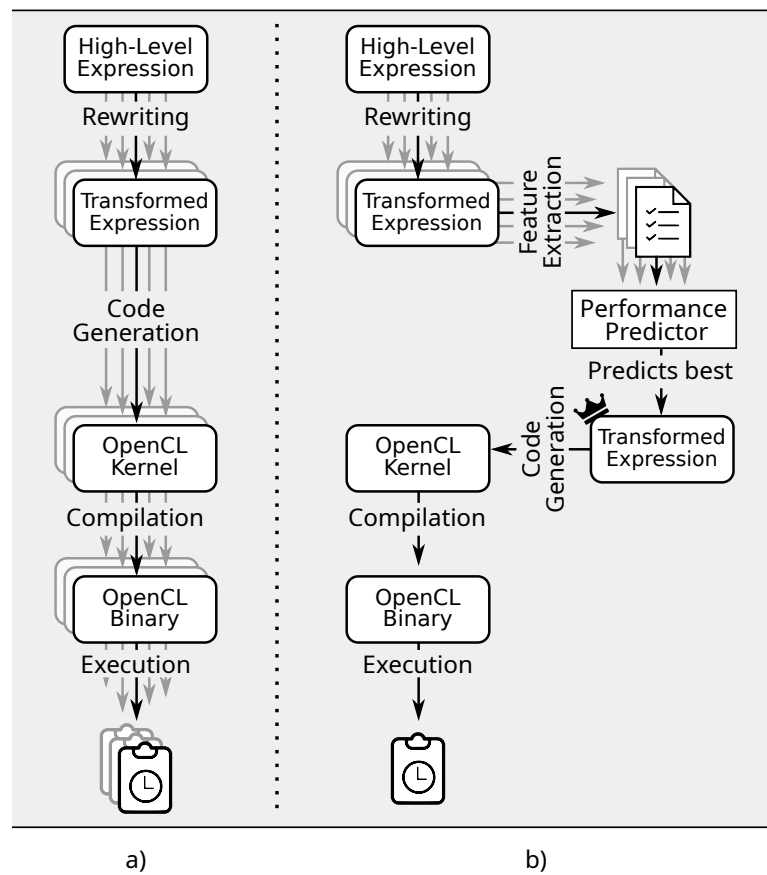 High-Level
Expression
Rewriting
Transformed
Expression
Code
Generation
OpenCL
Kernel
Compilation
OpenCL
Binary
Execution
a)
High-Level
Expression
Rewriting
Transformed
Expression
Feature
Extraction
Performance
Predictor
Predicts best
Transformed
Expression
Code
Generation
OpenCL
Kernel
Compilation
OpenCL
Binary
Execution
b)